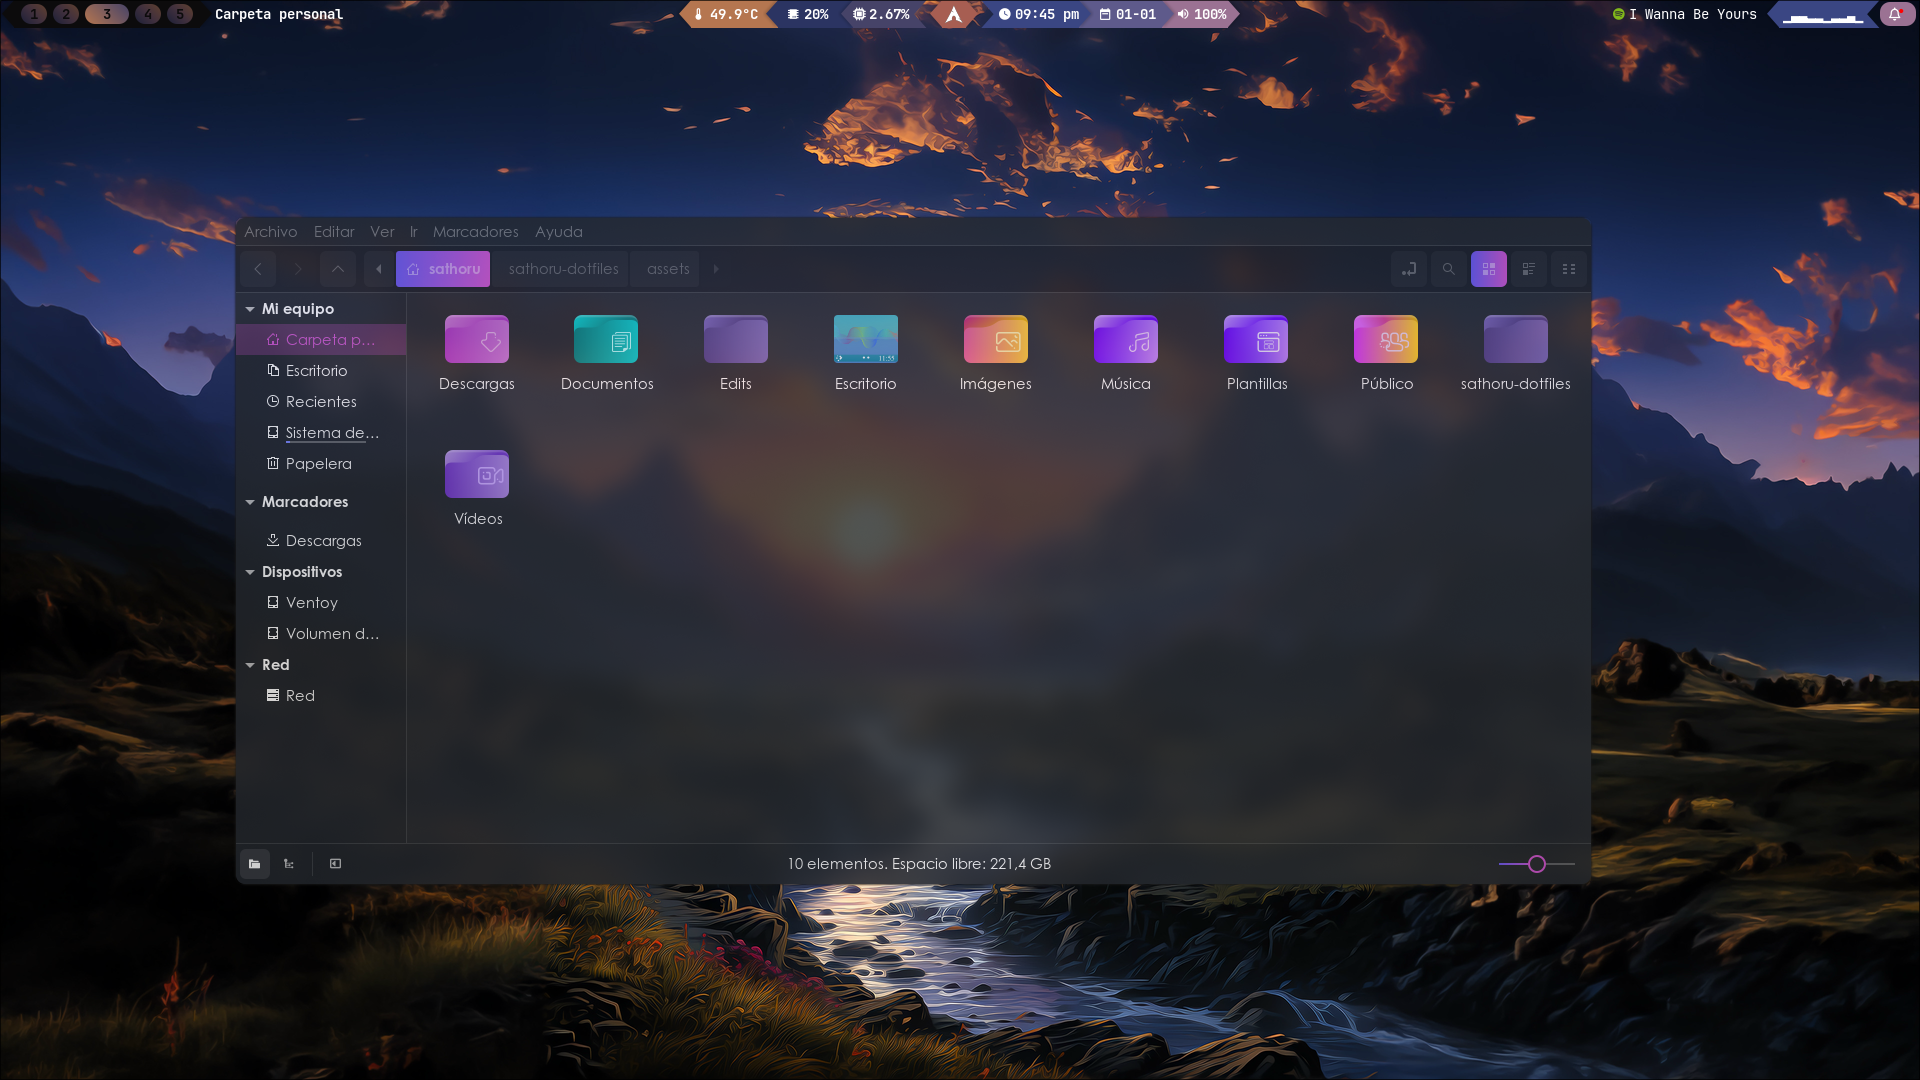 1 2 3 4 5 Carpeta personal 49.9°C 20% 2.67% 09:45 pm 01-01 100% I Wanna Be Yours
Archivo Editar Ver Ir Marcadores Ayuda
sathoru sathoru-dotfiles assets
Mi equipo
Carpeta p...
Escritorio
Recientes
Sistema de...
Papelera
Marcadores
Descargas
Dispositivos
Ventoy
Volumen d...
Red
Red
11:55
Descargas Documentos Edits Escritorio Imágenes Música Plantillas Público sathoru-dotfiles
Vídeos
10 elementos. Espacio libre: 221,4 GB